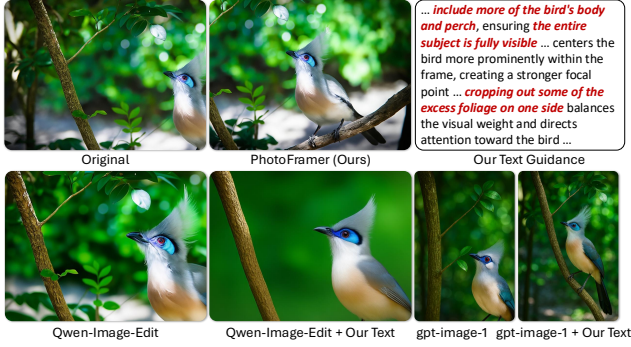 ... include more of the bird's body
and perch, ensuring the entire
subject is fully visible ... centers the
bird more prominently within the
frame, creating a stronger focal
point ... cropping out some of the
excess foliage on one side balances
the visual weight and directs
attention toward the bird ...
Original
PhotoFramer (Ours)
Our Text Guidance
Qwen-Image-Edit
Qwen-Image-Edit + Our Text
gpt-image-1
gpt-image-1 + Our Text